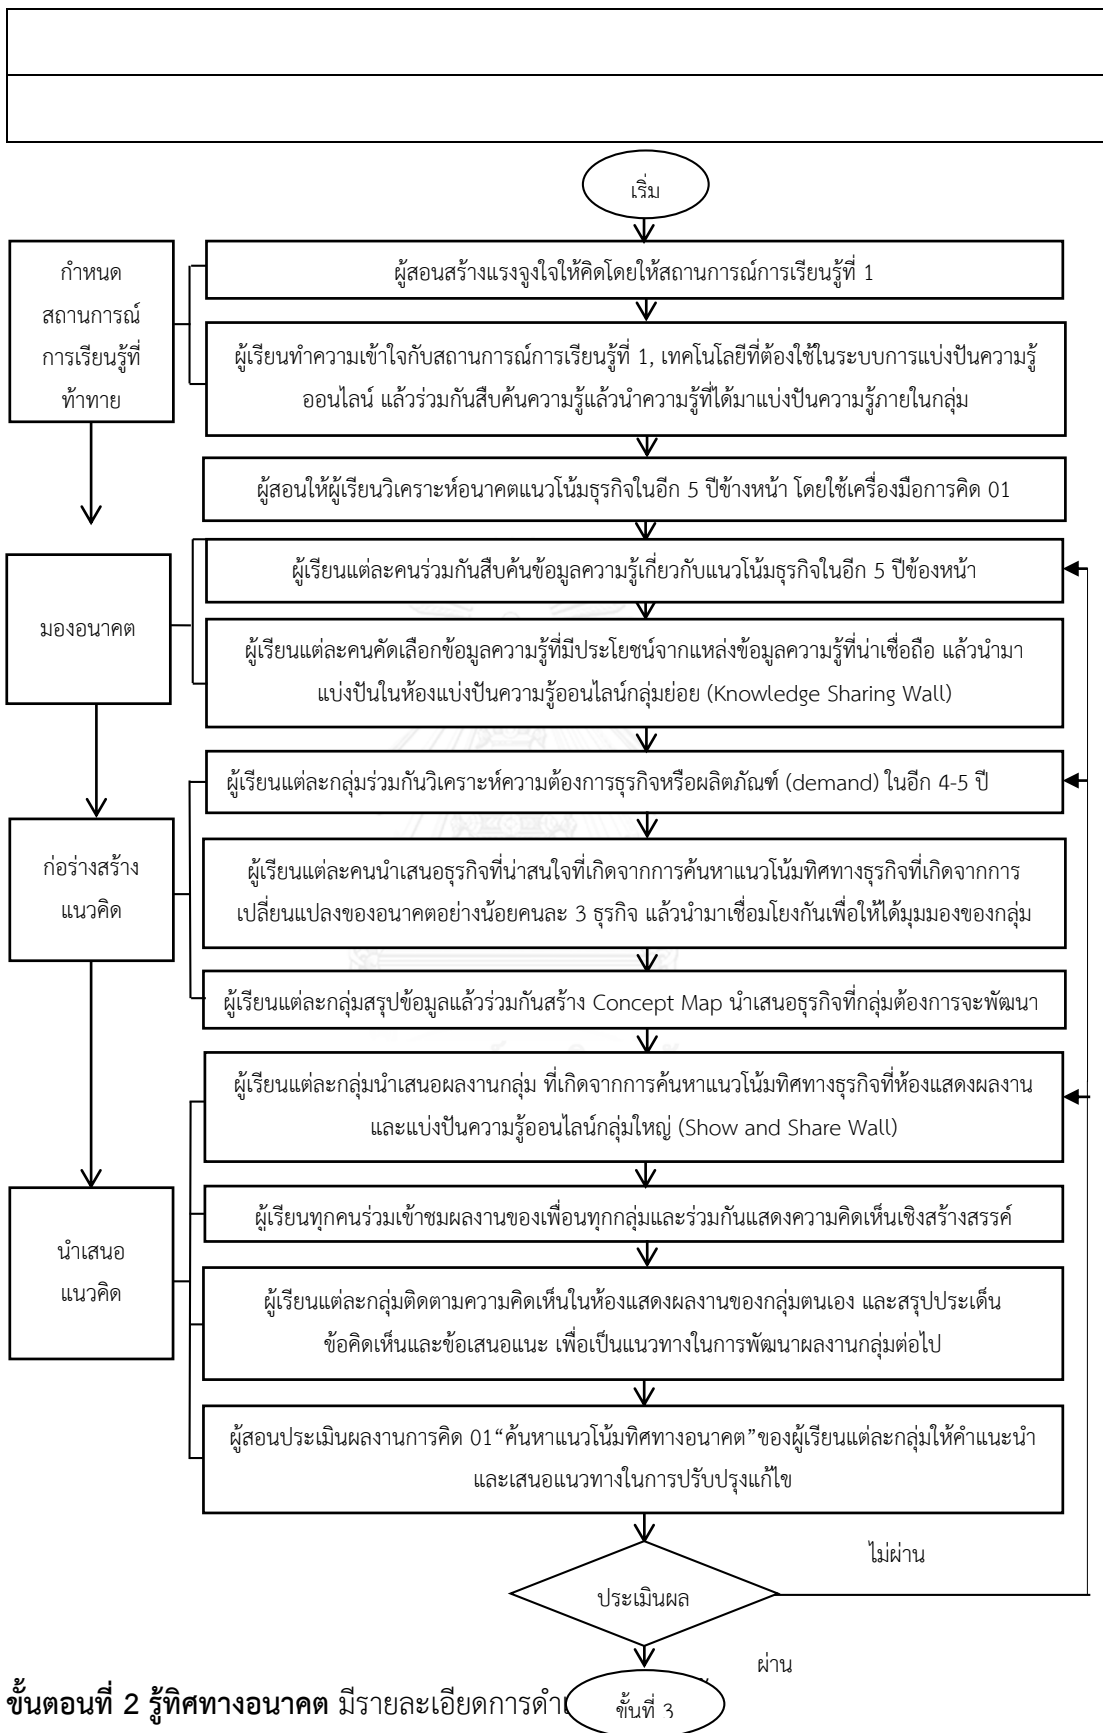 เริ่ม
กำหนด
สถานการณ์
การเรียนรู้ที่
ท้าทาย
ผู้สอนสร้างแรงจูงใจให้คิดโดยให้สถานการณ์การเรียนรู้ที่ 1
ผู้เรียนทำความเข้าใจกับสถานการณ์การเรียนรู้ที่ 1, เทคโนโลยีที่ต้องใช้ในระบบการแบ่งปันความรู้
ออนไลน์ แล้วร่วมกันสืบค้นความรู้แล้วนำความรู้ที่ได้มาแบ่งปันความรู้ภายในกลุ่ม
ผู้สอนให้ผู้เรียนวิเคราะห์อนาคตแนวโน้มธุรกิจในอีก 5 ปีข้างหน้า โดยใช้เครื่องมือการคิด 01
มองอนาคต
ผู้เรียนแต่ละคนร่วมกันสืบค้นข้อมูลความรู้เกี่ยวกับแนวโน้มธุรกิจในอีก 5 ปีข้องหน้า
ผู้เรียนแต่ละคนคัดเลือกข้อมูลความรู้ที่มีประโยชน์จากแหล่งข้อมูลความรู้ที่น่าเชื่อถือ แล้วนำมา
แบ่งปันในห้องแบ่งปันความรู้ออนไลน์กลุ่มย่อย (Knowledge Sharing Wall)
ก่อร่างสร้าง
แนวคิด
ผู้เรียนแต่ละกลุ่มร่วมกันวิเคราะห์ความต้องการธุรกิจหรือผลิตภัณฑ์ (demand) ในอีก 4-5 ปี
ผู้เรียนแต่ละคนนำเสนอธุรกิจที่น่าสนใจที่เกิดจากการค้นหาแนวโน้มทิศทางธุรกิจที่เกิดจากการ
เปลี่ยนแปลงของอนาคตอย่างน้อยคนละ 3 ธุรกิจ แล้วนำมาเชื่อมโยงกันเพื่อให้ได้มุมมองของกลุ่ม
ผู้เรียนแต่ละกลุ่มสรุปข้อมูลแล้วร่วมกันสร้าง Concept Map นำเสนอธุรกิจที่กลุ่มต้องการจะพัฒนา
นำเสนอ
แนวคิด
ผู้เรียนแต่ละกลุ่มนำเสนอผลงานกลุ่ม ที่เกิดจากการค้นหาแนวโน้มทิศทางธุรกิจที่ห้องแสดงผลงาน
และแบ่งปันความรู้ออนไลน์กลุ่มใหญ่ (Show and Share Wall)
ผู้เรียนทุกคนร่วมเข้าชมผลงานของเพื่อนทุกกลุ่มและร่วมกันแสดงความคิดเห็นเชิงสร้างสรรค์
ผู้เรียนแต่ละกลุ่มติดตามความคิดเห็นในห้องแสดงผลงานของกลุ่มตนเอง และสรุปประเด็น
ข้อคิดเห็นและข้อเสนอแนะ เพื่อเป็นแนวทางในการพัฒนาผลงานกลุ่มต่อไป
ผู้สอนประเมินผลงานการคิด 01“ค้นหาแนวโน้มทิศทางอนาคต”ของผู้เรียนแต่ละกลุ่มให้คำแนะนำ
และเสนอแนวทางในการปรับปรุงแก้ไข
ไม่ผ่าน
ประเมินผล
ผ่าน
ขั้นตอนที่ 2 รู้ทิศทางอนาคต มีรายละเอียดการดำเ
ขั้นที่ 3